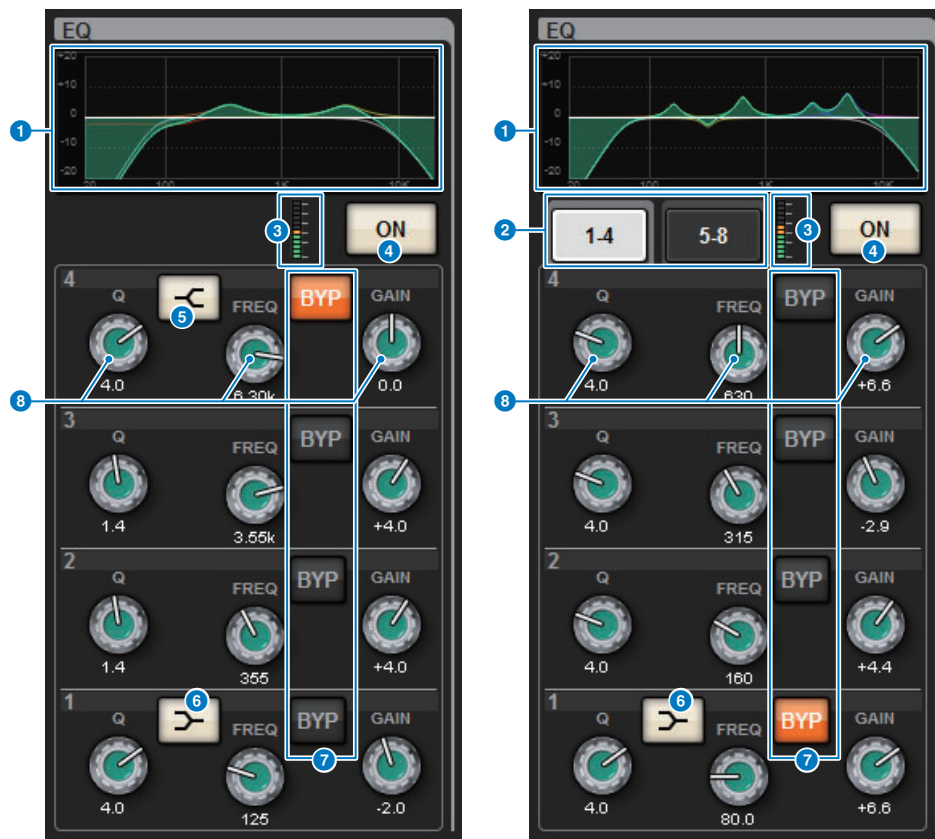 EQ
+20
+10
0
-10
-20
20 100 1K 10K
1
3
ON
4
4
Q
5
FREQ
BYP
GAIN
8
4.0
6.30k
0.0
3
Q
FREQ
BYP
GAIN
1.4
3.55k
+4.0
2
Q
FREQ
BYP
GAIN
1.4
355
+4.0
1
Q
6
FREQ
BYP
GAIN
7
4.0
125
-2.0
EQ
+20
+10
0
-10
-20
20 100 1K 10K
1
2
1-4
5-8
3
ON
4
4
Q
FREQ
BYP
GAIN
8
4.0
630
+6.6
3
Q
FREQ
BYP
GAIN
4.0
315
-2.9
2
Q
FREQ
BYP
GAIN
4.0
160
+4.4
1
Q
6
FREQ
BYP
GAIN
7
4.0
80.0
+6.6